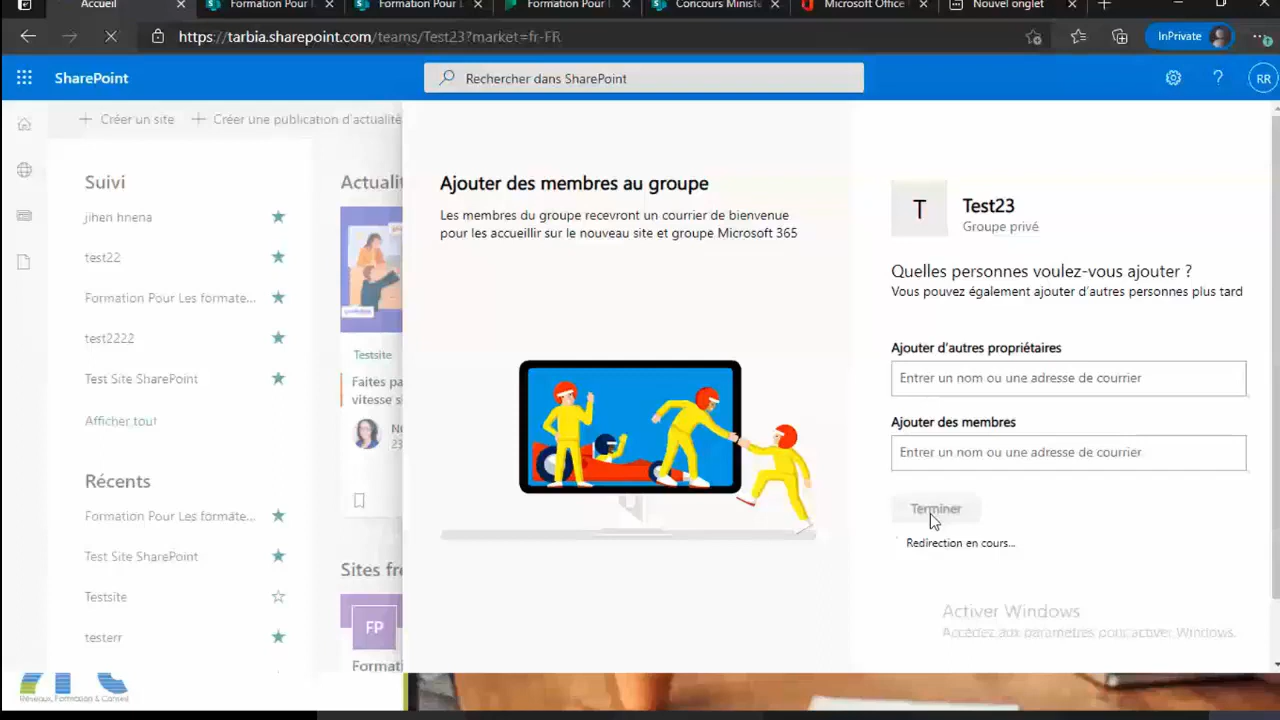 Accueil
Formation Pour l
Formation Pour l
Formation Pour l
Concours Ministe
Microsoft Office
Nouvel onglet
https://tarbia.sharepoint.com/teams/Test23?market=fr-FR
InPrivate
SharePoint
Rechercher dans SharePoint
RR
Créer un site
Créer une publication d'actualité
Suivi
jihen hnena
test22
Formation Pour Les formate...
test2222
Test Site SharePoint
Afficher tout
Récents
Formation Pour Les formate...
Test Site SharePoint
Testsite
testerr
Actualit
Testsite
Faites pa
vitesse s
23
Sites fr
FP
Formati
Ajouter des membres au groupe
Les membres du groupe recevront un courrier de bienvenue
pour les accueillir sur le nouveau site et groupe Microsoft 365
T
Test23
Groupe privé
Quelles personnes voulez-vous ajouter ?
Vous pouvez également ajouter d'autres personnes plus tard
Ajouter d'autres propriétaires
Entrer un nom ou une adresse de courrier
Ajouter des membres
Entrer un nom ou une adresse de courrier
Terminer
Redirection en cours...
Activer Windows
Accédez aux paramètres pour activer Windows.
Réseaux, Formation & Conseil